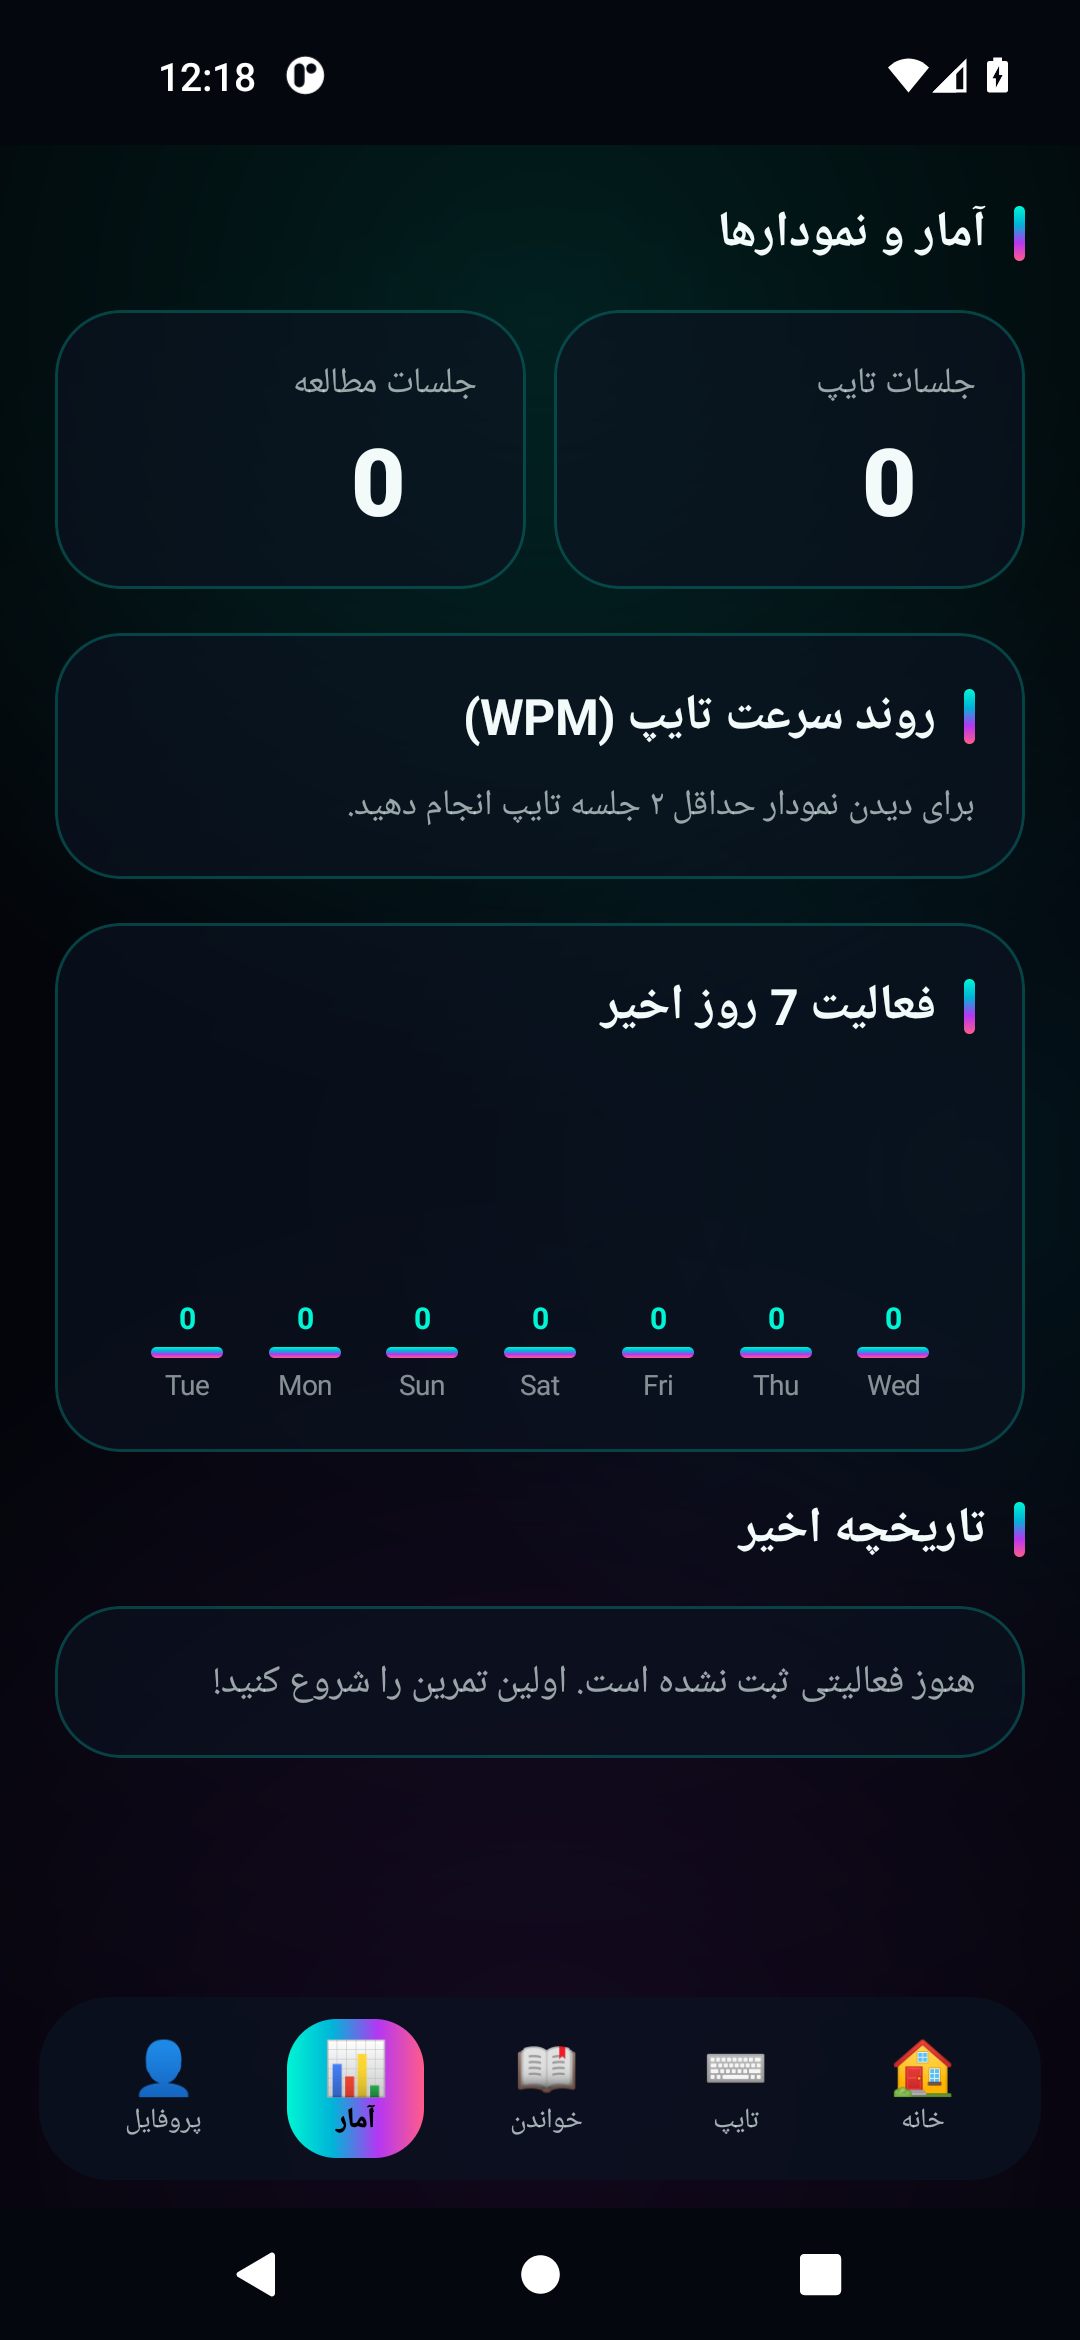 12:18
آمار و نمودارها
جلسات تایپ
0
جلسات مطالعه
0
روند سرعت تایپ (WPM)
برای دیدن نمودار حداقل ۲ جلسه تایپ انجام دهید.
فعالیت 7 روز اخیر
0 0 0 0 0 0 0
Wed Thu Fri Sat Sun Mon Tue
تاریخچه اخیر
هنوز فعالیتی ثبت نشده است. اولین تمرین را شروع کنید!
خانه
تایپ
خواندن
آمار
پروفایل